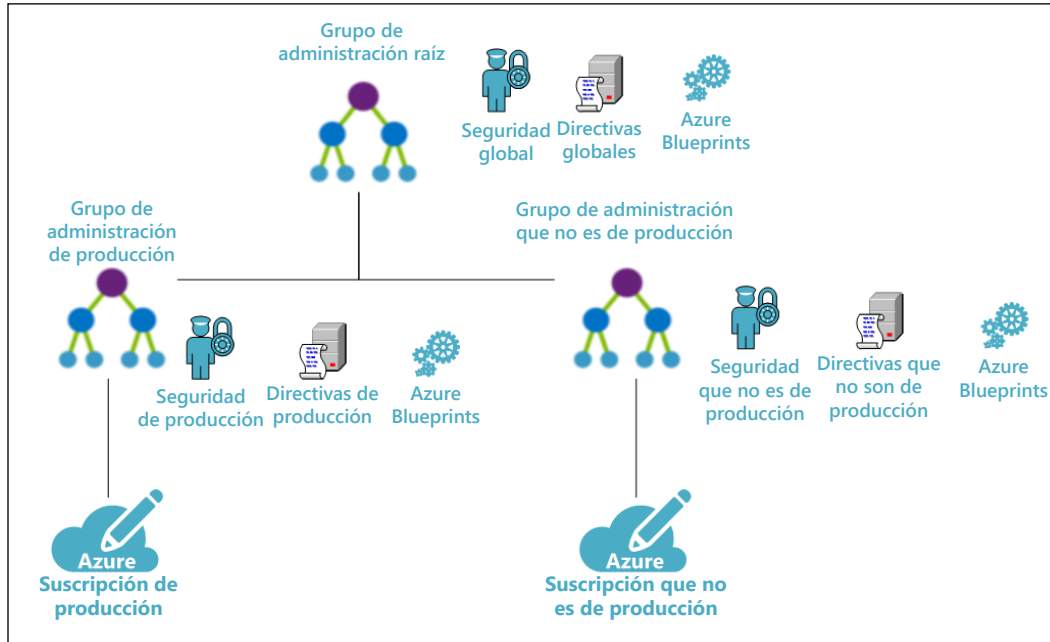 Grupo de
administración raíz
Seguridad
global
Directivas
globales
Azure
Blueprints
Grupo de
administración
de producción
Grupo de administración
que no es de producción
Seguridad
de producción
Directivas de
producción
Azure
Blueprints
Seguridad
que no es de
producción
Directivas que
no son de
producción
Azure
Blueprints
Azure
Suscripción de
producción
Azure
Suscripción que no
es de producción